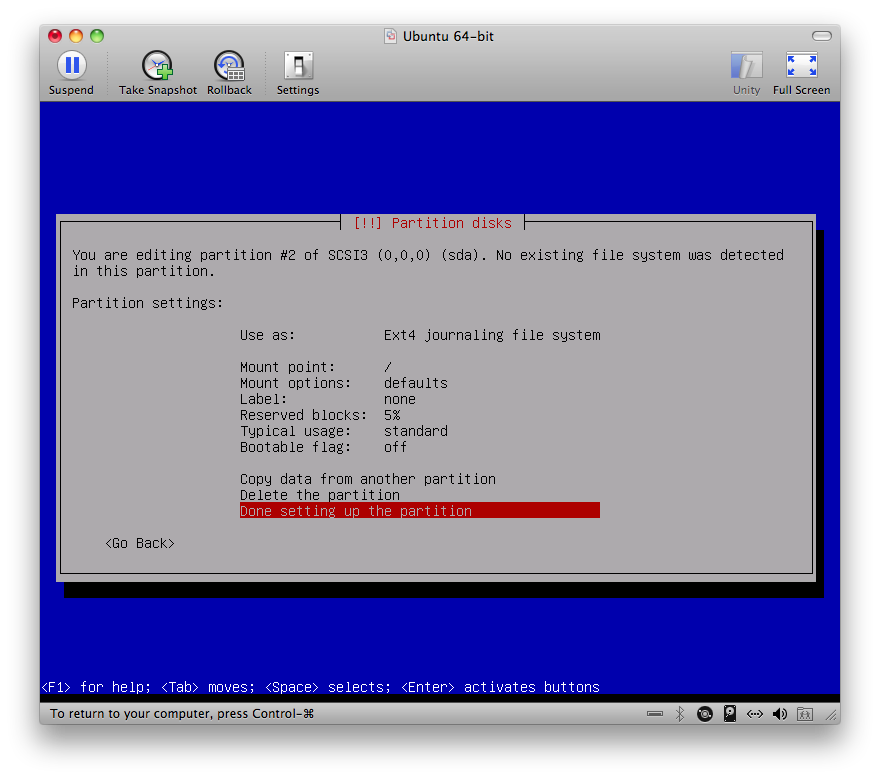 Ubuntu 64-bit
Suspend Take Snapshot Rollback Settings Unity Full Screen
[!!] Partition disks
You are editing partition #2 of SCSI3 (0,0,0) (sda). No existing file system was detected
in this partition.
Partition settings:
Use as: Ext4 journaling file system
Mount point: /
Mount options: defaults
Label: none
Reserved blocks: 5%
Typical usage: standard
Bootable flag: off
Copy data from another partition
Delete the partition
Done setting up the partition
<Go Back>
<F1> for help; <Tab> moves; <Space> selects; <Enter> activates buttons
To return to your computer, press Control-⌘